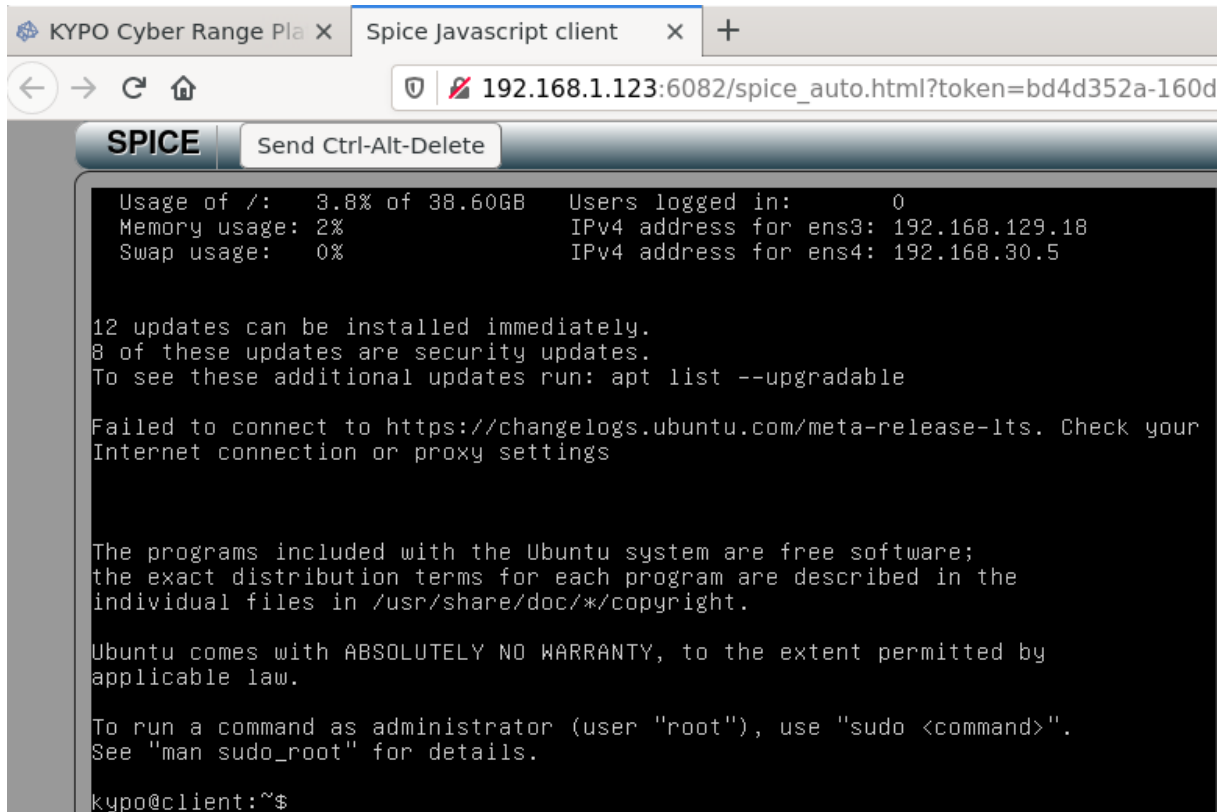 KYPO Cyber Range Pla
Spice Javascript client
192.168.1.123:6082/spice_auto.html?token=bd4d352a-160d
SPICE
Send Ctrl-Alt-Delete
Usage of /:   3.8% of 38.60GB   Users logged in:       0
Memory usage: 2%                IPv4 address for ens3: 192.168.129.18
Swap usage:   0%                IPv4 address for ens4: 192.168.30.5
12 updates can be installed immediately.
8 of these updates are security updates.
To see these additional updates run: apt list --upgradable
Failed to connect to https://changelogs.ubuntu.com/meta-release-lts. Check your
Internet connection or proxy settings
The programs included with the Ubuntu system are free software;
the exact distribution terms for each program are described in the
individual files in /usr/share/doc/*/copyright.
Ubuntu comes with ABSOLUTELY NO WARRANTY, to the extent permitted by
applicable law.
To run a command as administrator (user "root"), use "sudo <command>".
See "man sudo_root" for details.
kypo@client:~$